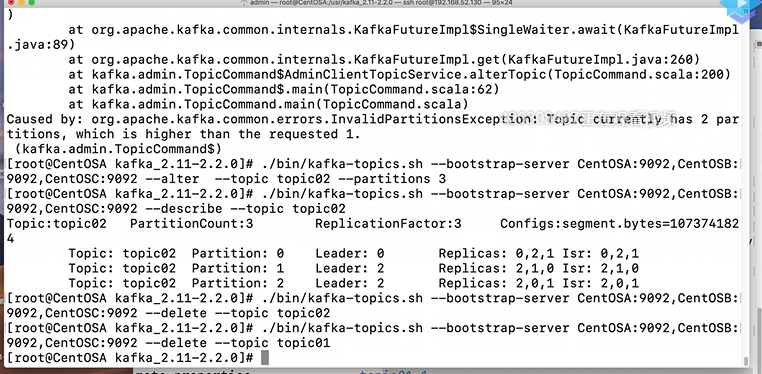 admin — root@CentOSA:/usr/kafka_2.11-2.2.0 — ssh root@192.168.52.130 — 95×24
)
at org.apache.kafka.common.internals.KafkaFutureImpl$SingleWaiter.await(KafkaFutureImpl
.java:89)
at org.apache.kafka.common.internals.KafkaFutureImpl.get(KafkaFutureImpl.java:260)
at kafka.admin.TopicCommand$AdminClientTopicService.alterTopic(TopicCommand.scala:200)
at kafka.admin.TopicCommand$.main(TopicCommand.scala:62)
at kafka.admin.TopicCommand.main(TopicCommand.scala)
Caused by: org.apache.kafka.common.errors.InvalidPartitionsException: Topic currently has 2 par
titions, which is higher than the requested 1.
(kafka.admin.TopicCommand$)
[root@CentOSA kafka_2.11-2.2.0]# ./bin/kafka-topics.sh --bootstrap-server CentOSA:9092,CentOSB:
9092,CentOSC:9092 --alter --topic topic02 --partitions 3
[root@CentOSA kafka_2.11-2.2.0]# ./bin/kafka-topics.sh --bootstrap-server CentOSA:9092,CentOSB:
9092,CentOSC:9092 --describe --topic topic02
Topic:topic02 PartitionCount:3 ReplicationFactor:3 Configs:segment.bytes=107374182
4
Topic: topic02 Partition: 0 Leader: 0 Replicas: 0,2,1 Isr: 0,2,1
Topic: topic02 Partition: 1 Leader: 2 Replicas: 2,1,0 Isr: 2,1,0
Topic: topic02 Partition: 2 Leader: 2 Replicas: 2,0,1 Isr: 2,0,1
[root@CentOSA kafka_2.11-2.2.0]# ./bin/kafka-topics.sh --bootstrap-server CentOSA:9092,CentOSB:
9092,CentOSC:9092 --delete --topic topic02
[root@CentOSA kafka_2.11-2.2.0]# ./bin/kafka-topics.sh --bootstrap-server CentOSA:9092,CentOSB:
9092,CentOSC:9092 --delete --topic topic01
[root@CentOSA kafka_2.11-2.2.0]#